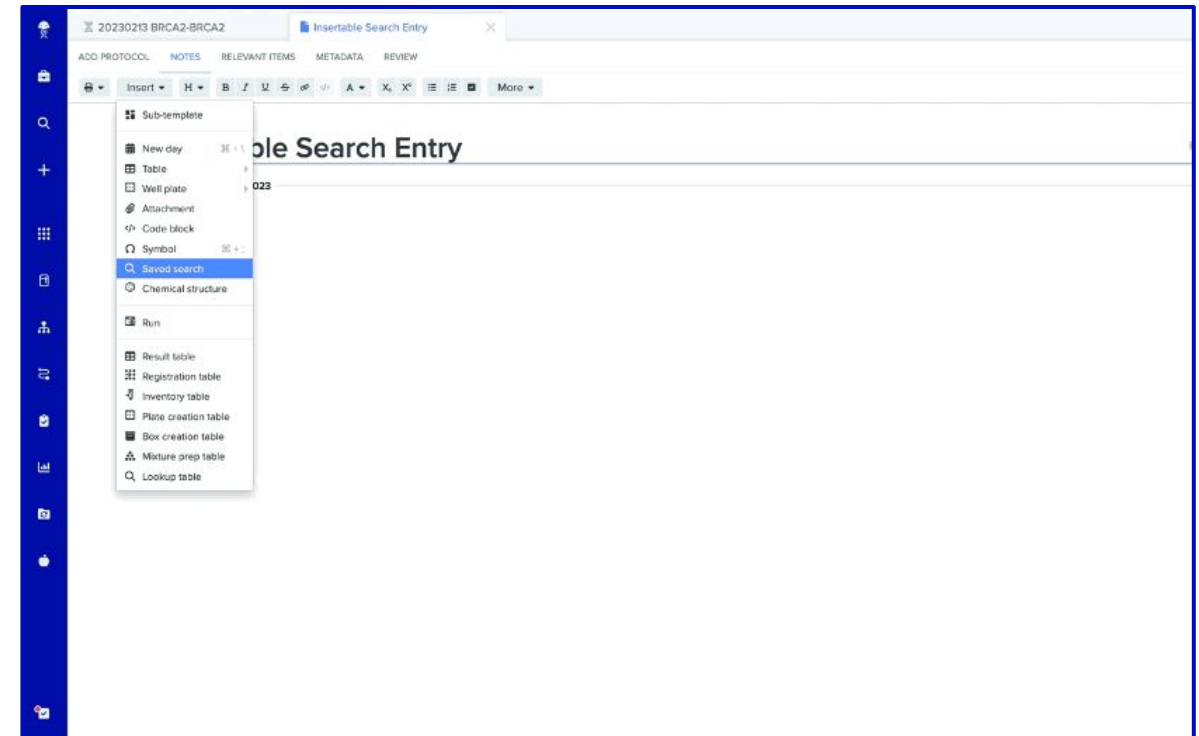 20230213 BRCA2-BRCA2 Insertable Search Entry
ADD PROTOCOL NOTES RELEVANT ITEMS METADATA REVIEW
Insert H B I U S </> A X₂ X² More
Sub-template
ble Search Entry
New day ⌘ + \
Table
Well plate
023
Attachment
Code block
Symbol ⌘ + ;
Saved search
Chemical structure
Run
Result table
Registration table
Inventory table
Plate creation table
Box creation table
Mixture prep table
Lookup table